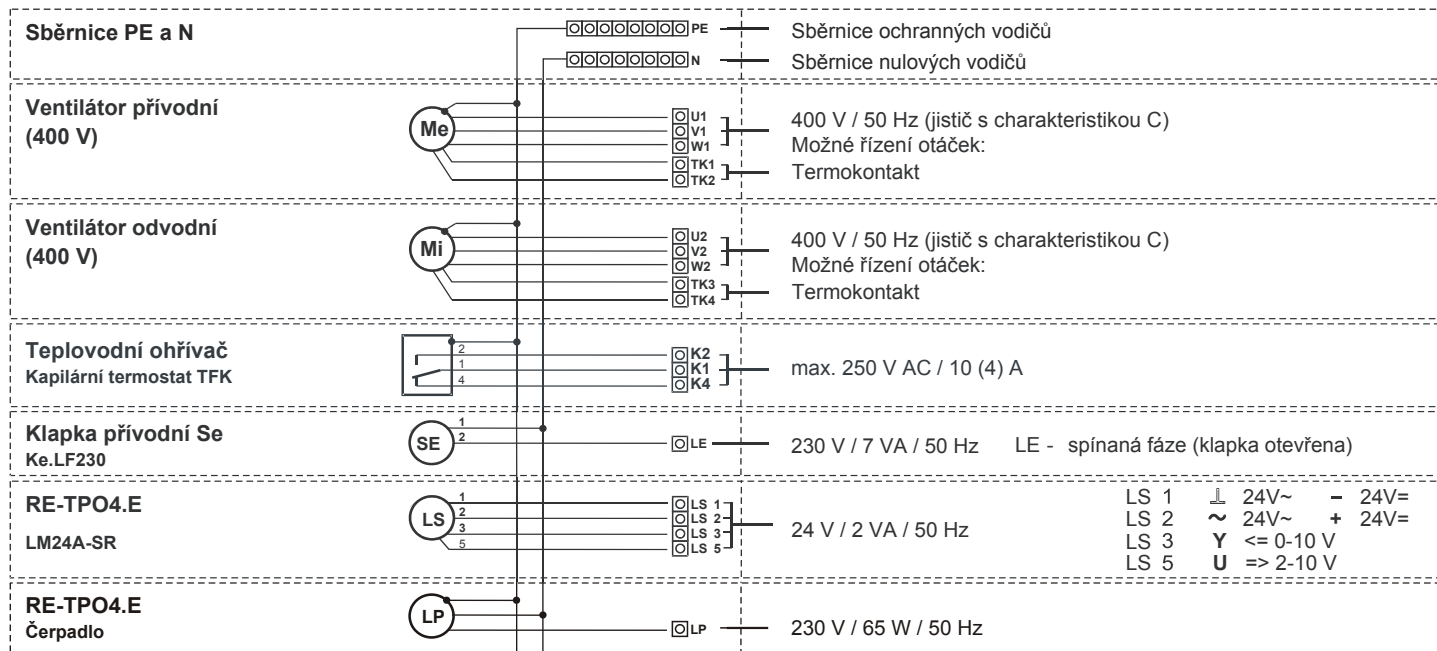 Sběrnice PE a N
PE
Sběrnice ochranných vodičů
N
Sběrnice nulových vodičů
Ventilátor přívodní
(400 V)
Me
U1
V1
W1
TK1
TK2
400 V / 50 Hz (jistič s charakteristikou C)
Možné řízení otáček:
Termokontakt
Ventilátor odvodní
(400 V)
Mi
U2
V2
W2
TK3
TK4
400 V / 50 Hz (jistič s charakteristikou C)
Možné řízení otáček:
Termokontakt
Teplovodní ohřívač
Kapilární termostat TFK
2
1
4
K2
K1
K4
max. 250 V AC / 10 (4) A
Klapka přívodní Se
Ke.LF230
SE
1
2
LE
230 V / 7 VA / 50 Hz LE - spínaná fáze (klapka otevřena)
RE-TPO4.E
LM24A-SR
LS
1
2
3
5
LS 1
LS 2
LS 3
LS 5
24 V / 2 VA / 50 Hz
LS 1 ⊥ 24V~ – 24V=
LS 2 ~ 24V~ + 24V=
LS 3 Y <= 0-10 V
LS 5 U => 2-10 V
RE-TPO4.E
Čerpadlo
LP
LP
230 V / 65 W / 50 Hz